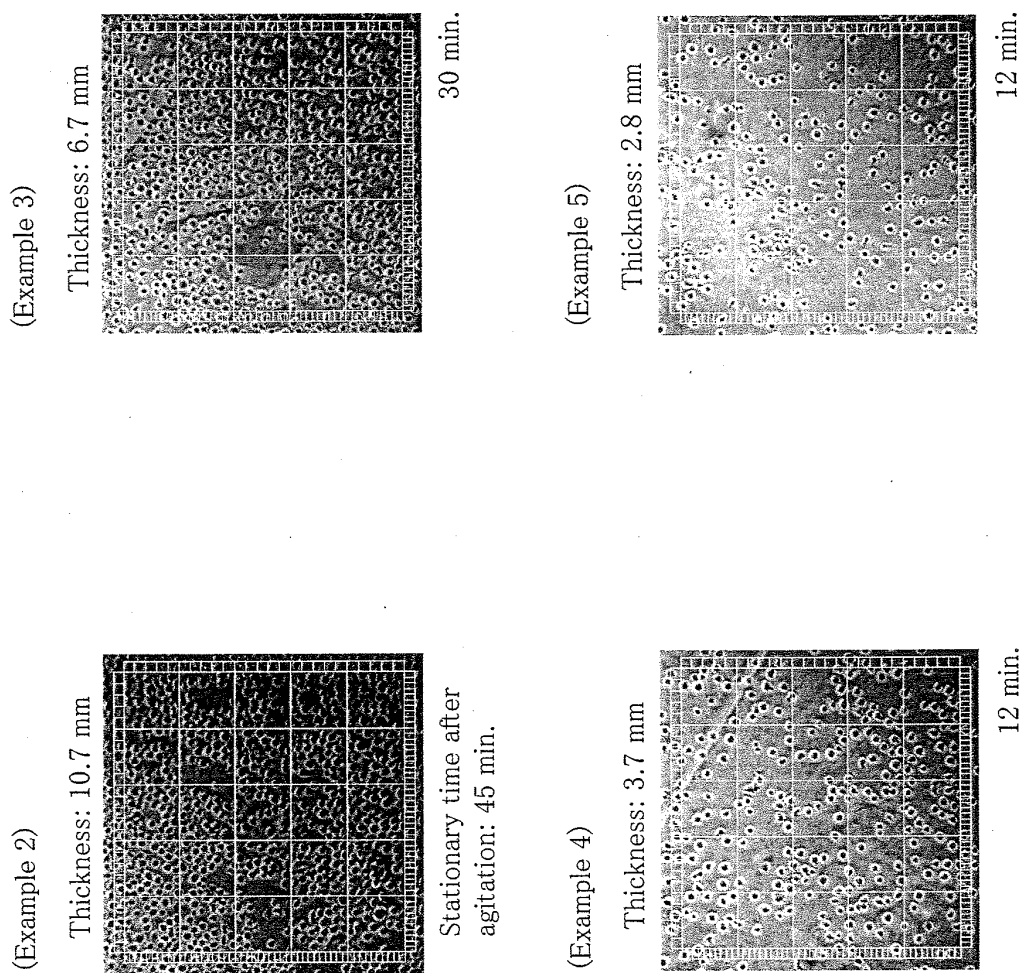 (Example 2)
Thickness: 10.7 mm
Stationary time after
agitation: 45 min.
(Example 3)
Thickness: 6.7 mm
30 min.
(Example 4)
Thickness: 3.7 mm
12 min.
(Example 5)
Thickness: 2.8 mm
12 min.